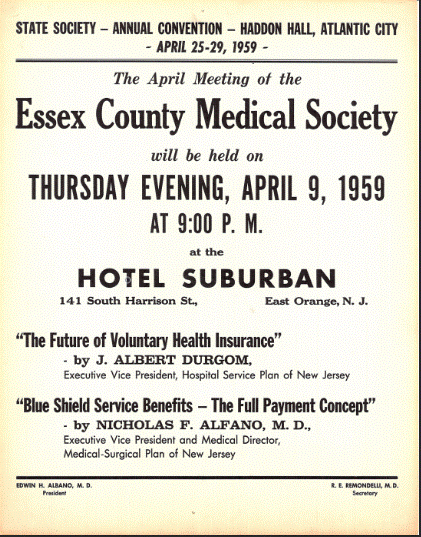 STATE SOCIETY – ANNUAL CONVENTION – HADDON HALL, ATLANTIC CITY
- APRIL 25-29, 1959 -
The April Meeting of the
Essex County Medical Society
will be held on
THURSDAY EVENING, APRIL 9, 1959
AT 9:00 P. M.
at the
HOTEL SUBURBAN
141 South Harrison St., East Orange, N. J.
“The Future of Voluntary Health Insurance”
- by J. ALBERT DURGOM,
Executive Vice President, Hospital Service Plan of New Jersey
“Blue Shield Service Benefits – The Full Payment Concept”
- by NICHOLAS F. ALFANO, M. D.,
Executive Vice President and Medical Director,
Medical-Surgical Plan of New Jersey
EDWIN H. ALBANO, M. D. R. E. REMONDELLI, M. D.
President Secretary